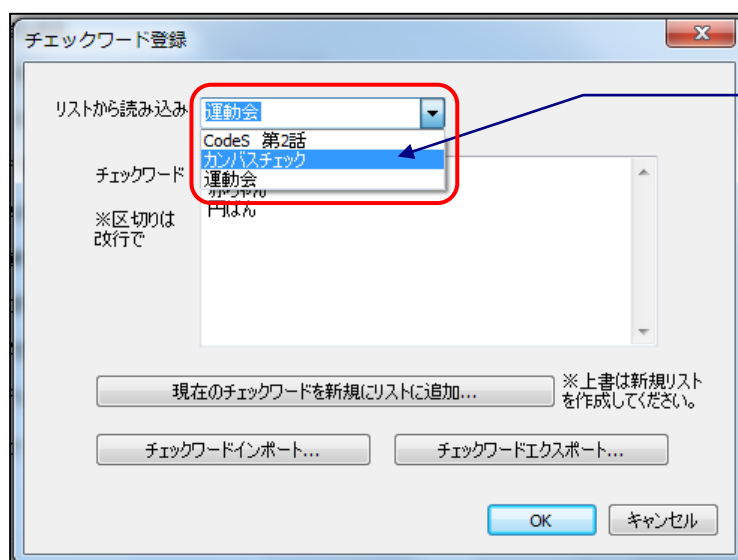 チェックワード登録
リストから読み込み
運動会
CodeS 第2話
カンバスチェック
運動会
チェックワード
円ばん
※区切りは
改行で
現在のチェックワードを新規にリストに追加...
※上書は新規リスト
を作成してください。
チェックワードインポート...
チェックワードエクスポート...
OK
キャンセル